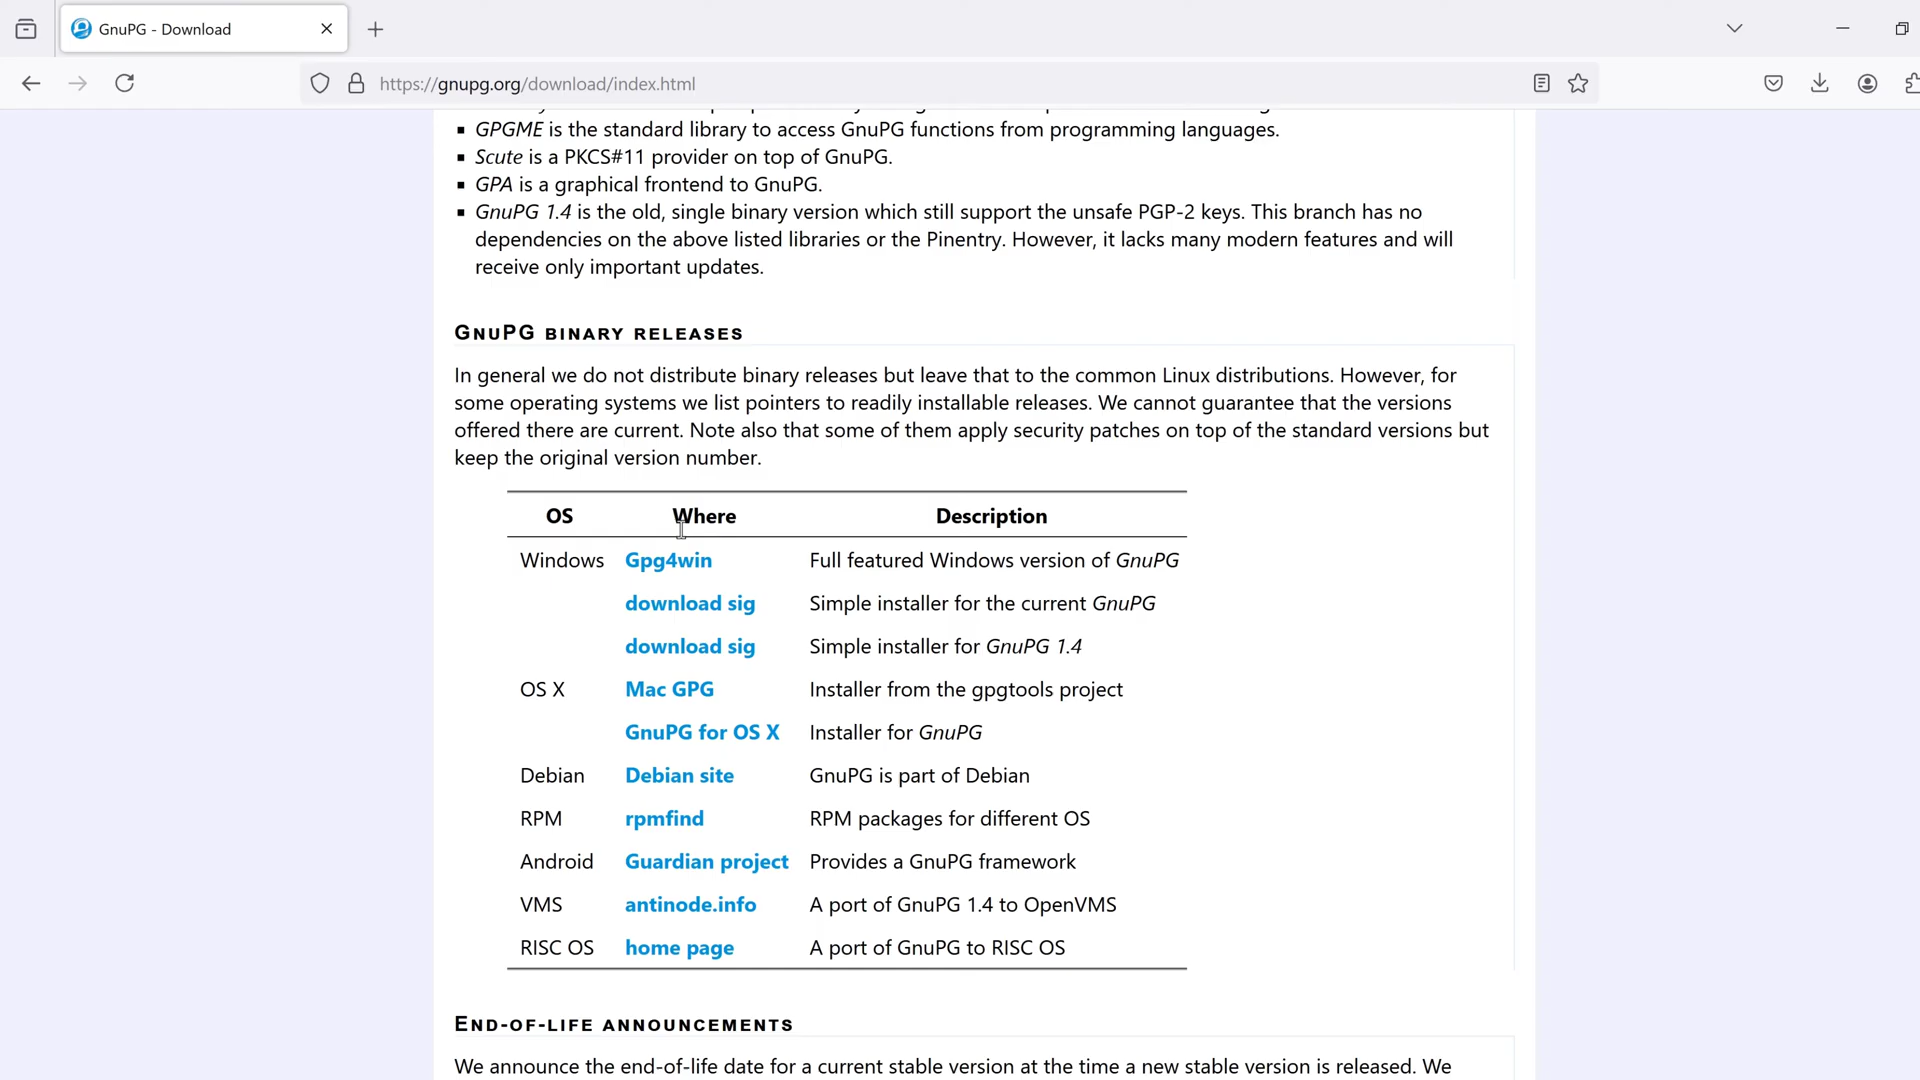 GnuPG - Download
https://gnupg.org/download/index.html
GPGME is the standard library to access GnuPG functions from programming languages.
Scute is a PKCS#11 provider on top of GnuPG.
GPA is a graphical frontend to GnuPG.
GnuPG 1.4 is the old, single binary version which still support the unsafe PGP-2 keys. This branch has no
dependencies on the above listed libraries or the Pinentry. However, it lacks many modern features and will
receive only important updates.
GnuPG binary releases
In general we do not distribute binary releases but leave that to the common Linux distributions. However, for
some operating systems we list pointers to readily installable releases. We cannot guarantee that the versions
offered there are current. Note also that some of them apply security patches on top of the standard versions but
keep the original version number.
OS Where Description
Windows Gpg4win Full featured Windows version of GnuPG
download sig Simple installer for the current GnuPG
download sig Simple installer for GnuPG 1.4
OS X Mac GPG Installer from the gpgtools project
GnuPG for OS X Installer for GnuPG
Debian Debian site GnuPG is part of Debian
RPM rpmfind RPM packages for different OS
Android Guardian project Provides a GnuPG framework
VMS antinode.info A port of GnuPG 1.4 to OpenVMS
RISC OS home page A port of GnuPG to RISC OS
End-of-life announcements
We announce the end-of-life date for a current stable version at the time a new stable version is released. We